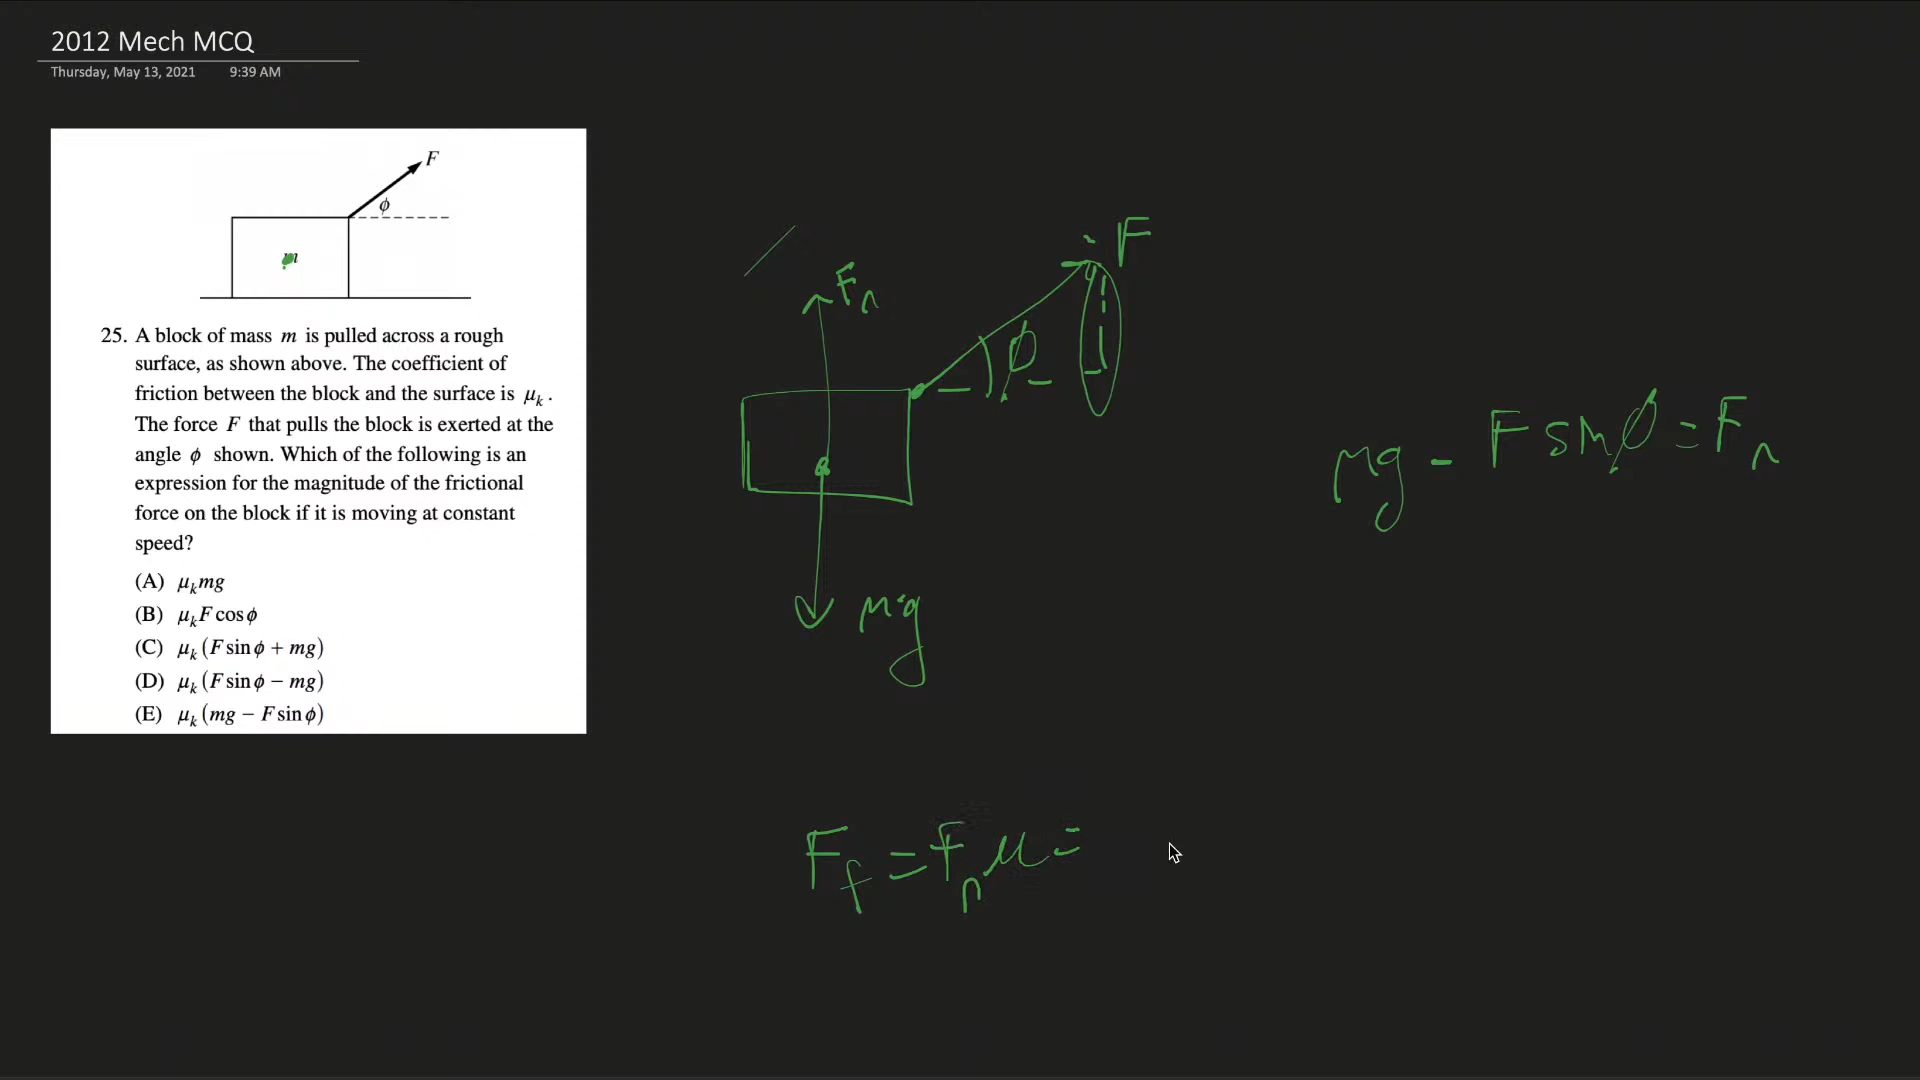 2012 Mech MCQ
Thursday, May 13, 2021 9:39 AM
F
ϕ
25. A block of mass m is pulled across a rough
surface, as shown above. The coefficient of
friction between the block and the surface is μₖ.
The force F that pulls the block is exerted at the
angle ϕ shown. Which of the following is an
expression for the magnitude of the frictional
force on the block if it is moving at constant
speed?
(A) μₖmg
(B) μₖF cos ϕ
(C) μₖ(F sin ϕ + mg)
(D) μₖ(F sin ϕ − mg)
(E) μₖ(mg − F sin ϕ)
F
Fn
ϕ
mg
mg - F sin ϕ = Fn
Ff = Fn μ =